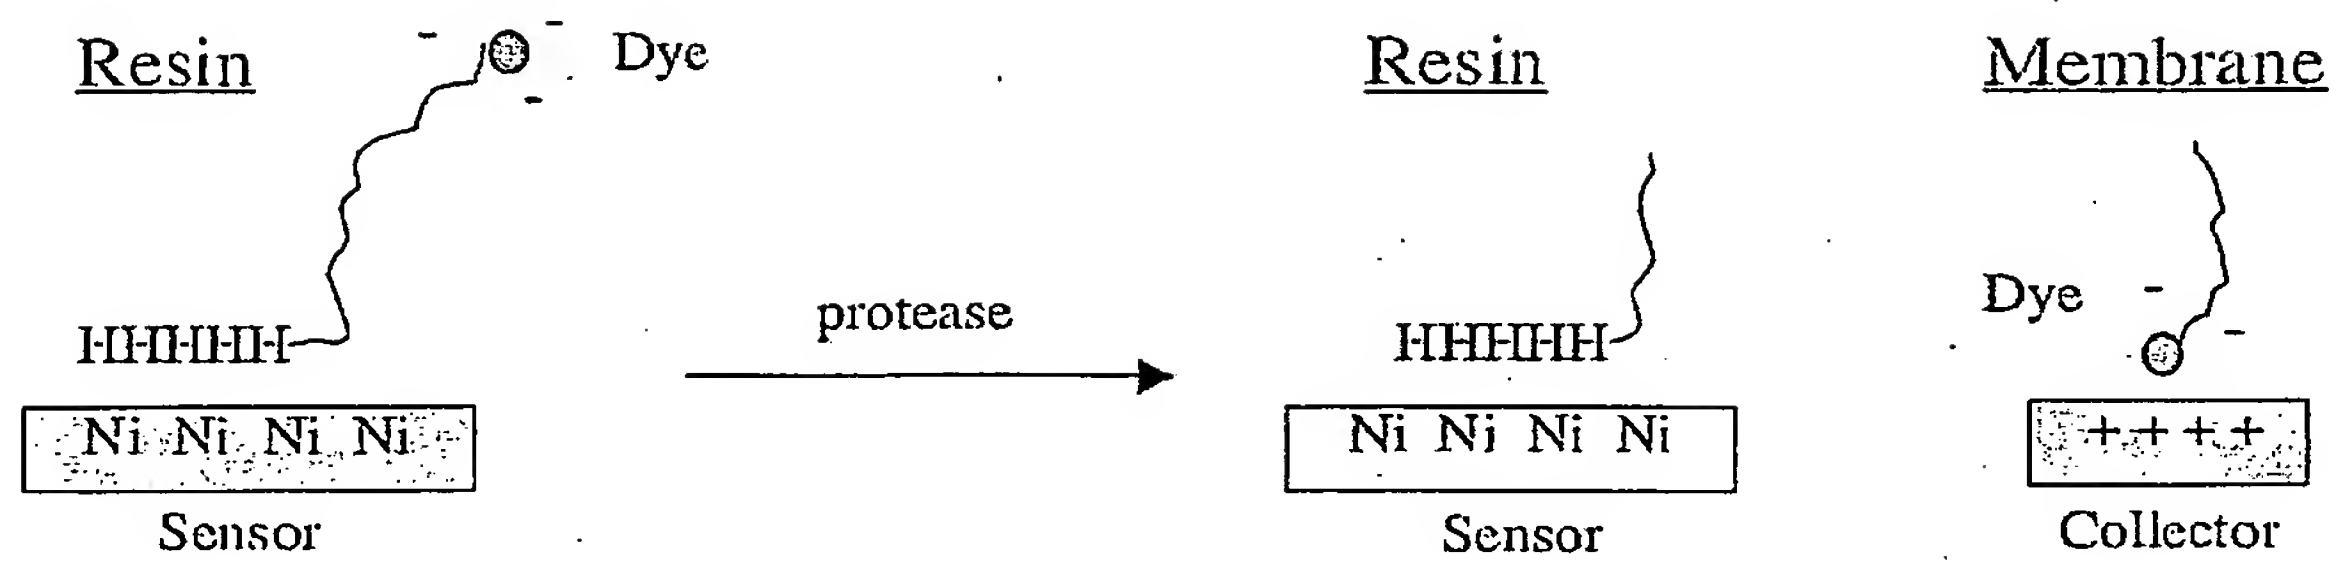 Resin
Dye
HHHHHH
Ni Ni Ni Ni
Sensor
protease
Resin
HHHHHH
Ni Ni Ni Ni
Sensor
Membrane
Dye
+ + + +
Collector